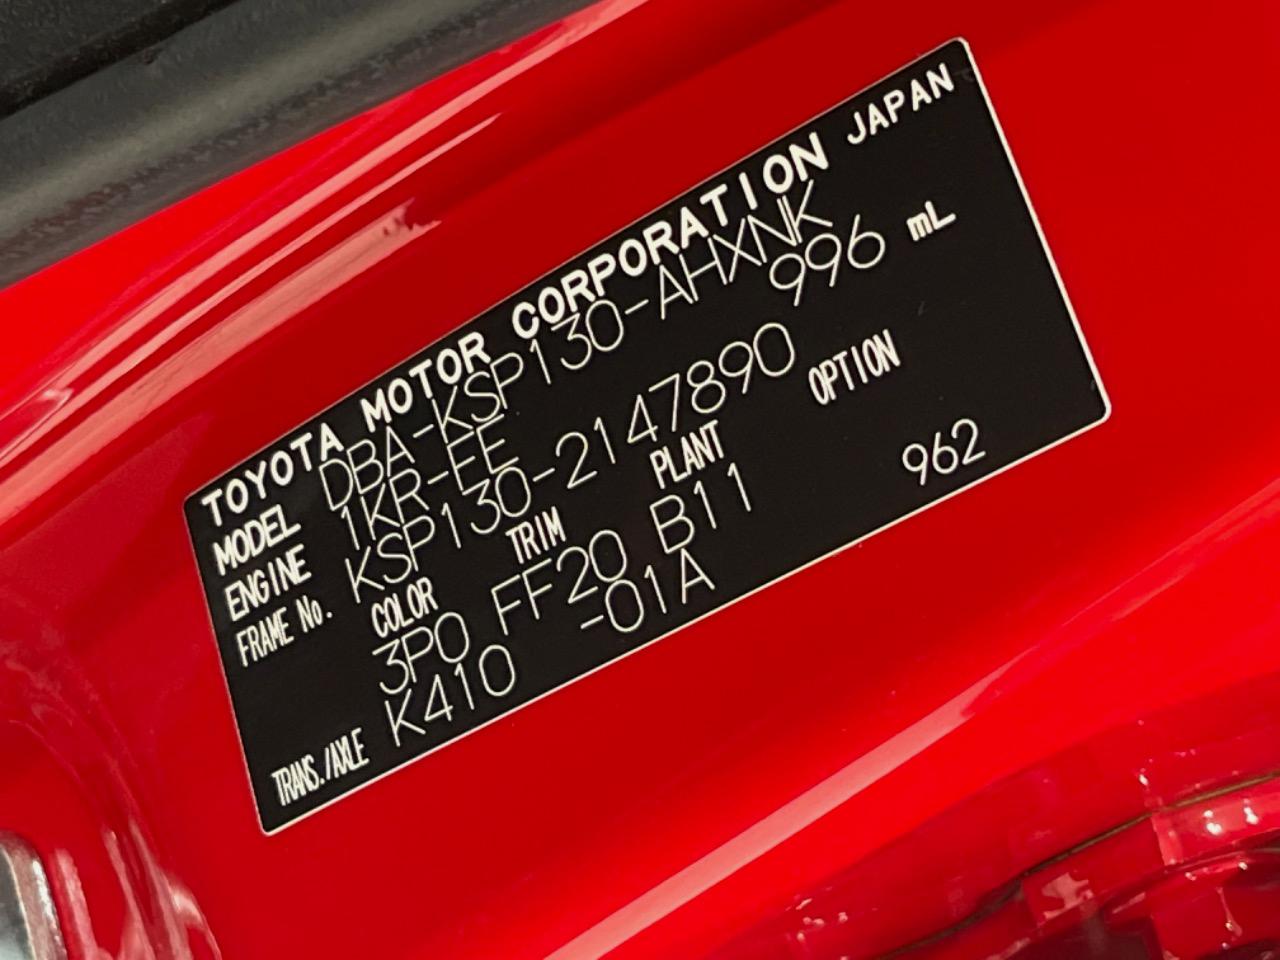 TOYOTA MOTOR CORPORATION JAPAN
MODEL DBA-KSP130-AHXNK
ENGINE 1KR-FE 996 mL
FRAME No. KSP130-2147890
COLOR TRIM PLANT OPTION
3P0 FF20 B11 962
TRANS./AXLE K410 -01A